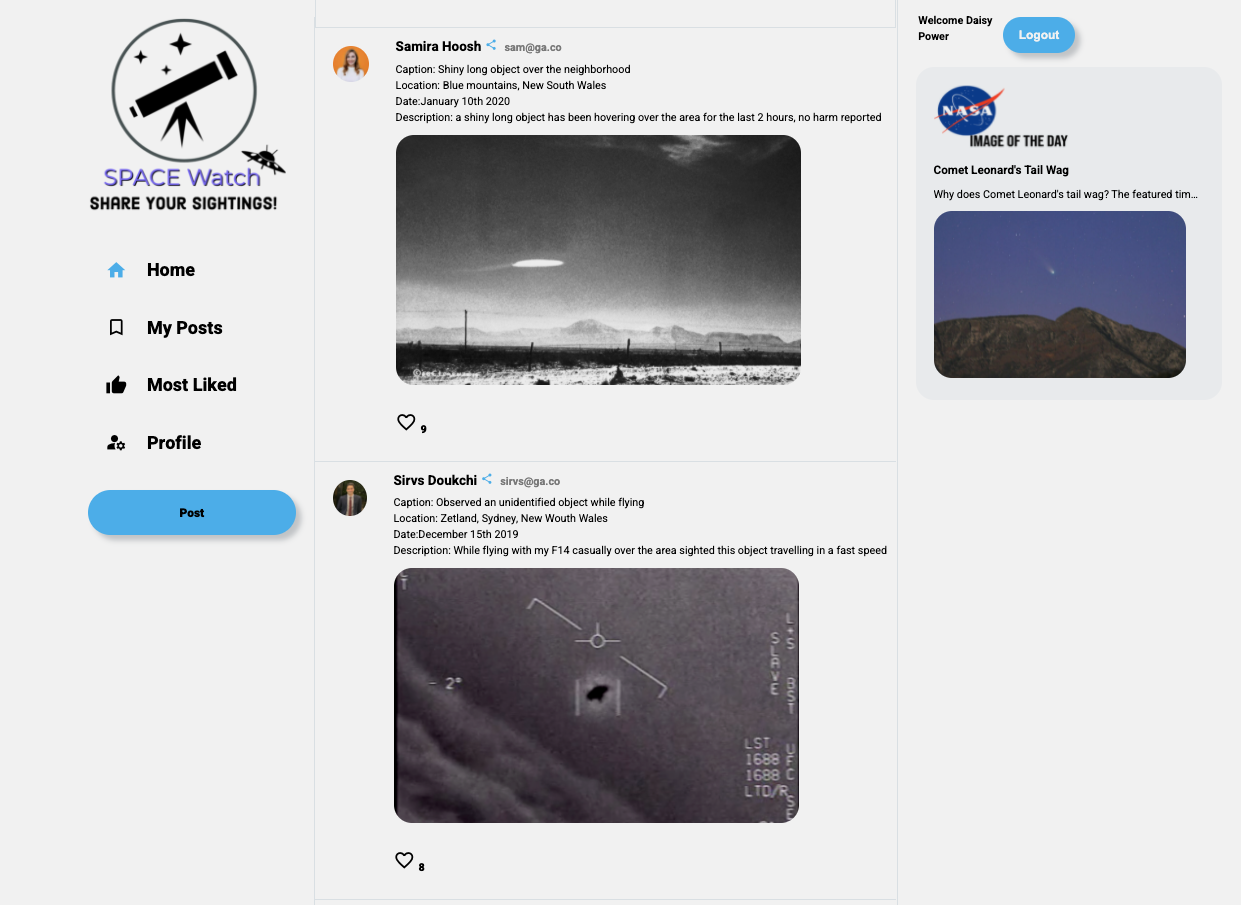 SPACE Watch
SHARE YOUR SIGHTINGS!
Home
My Posts
Most Liked
Profile
Post
Samira Hoosh sam@ga.co
Caption: Shiny long object over the neighborhood
Location: Blue mountains, New South Wales
Date:January 10th 2020
Description: a shiny long object has been hovering over the area for the last 2 hours, no harm reported
9
Sirvs Doukchi sirvs@ga.co
Caption: Observed an unidentified object while flying
Location: Zetland, Sydney, New Wouth Wales
Date:December 15th 2019
Description: While flying with my F14 casually over the area sighted this object travelling in a fast speed
T
- 2°
L+S BST UFC SE
SLAVE
LST
1688
1688
LTD/R
8
Welcome Daisy
Power
Logout
NASA
IMAGE OF THE DAY
Comet Leonard's Tail Wag
Why does Comet Leonard's tail wag? The featured tim...